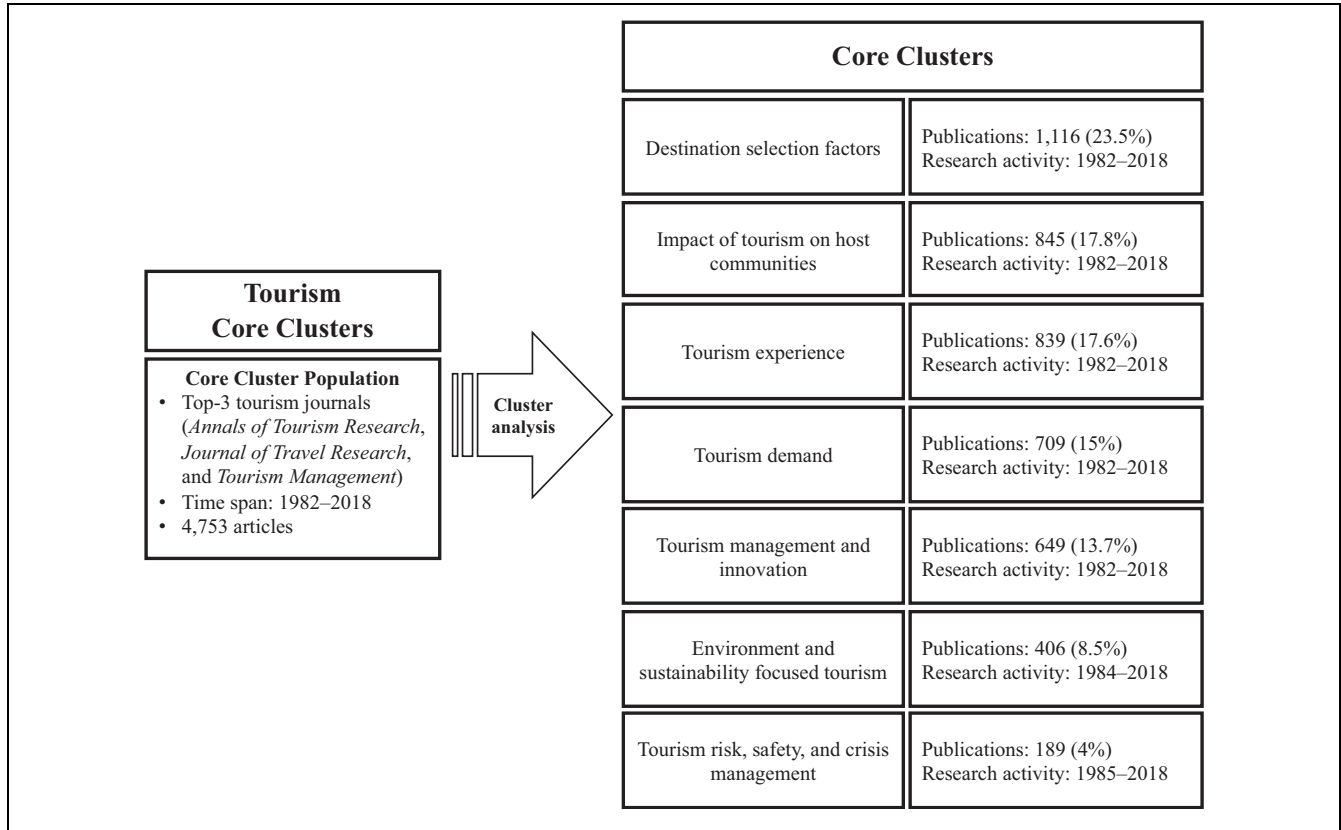 Tourism
Core Clusters
Core Cluster Population
• Top-3 tourism journals
(Annals of Tourism Research,
Journal of Travel Research,
and Tourism Management)
• Time span: 1982–2018
• 4,753 articles
Cluster
analysis
Core Clusters
Destination selection factors
Publications: 1,116 (23.5%)
Research activity: 1982–2018
Impact of tourism on host
communities
Publications: 845 (17.8%)
Research activity: 1982–2018
Tourism experience
Publications: 839 (17.6%)
Research activity: 1982–2018
Tourism demand
Publications: 709 (15%)
Research activity: 1982–2018
Tourism management and
innovation
Publications: 649 (13.7%)
Research activity: 1982–2018
Environment and
sustainability focused tourism
Publications: 406 (8.5%)
Research activity: 1984–2018
Tourism risk, safety, and crisis
management
Publications: 189 (4%)
Research activity: 1985–2018